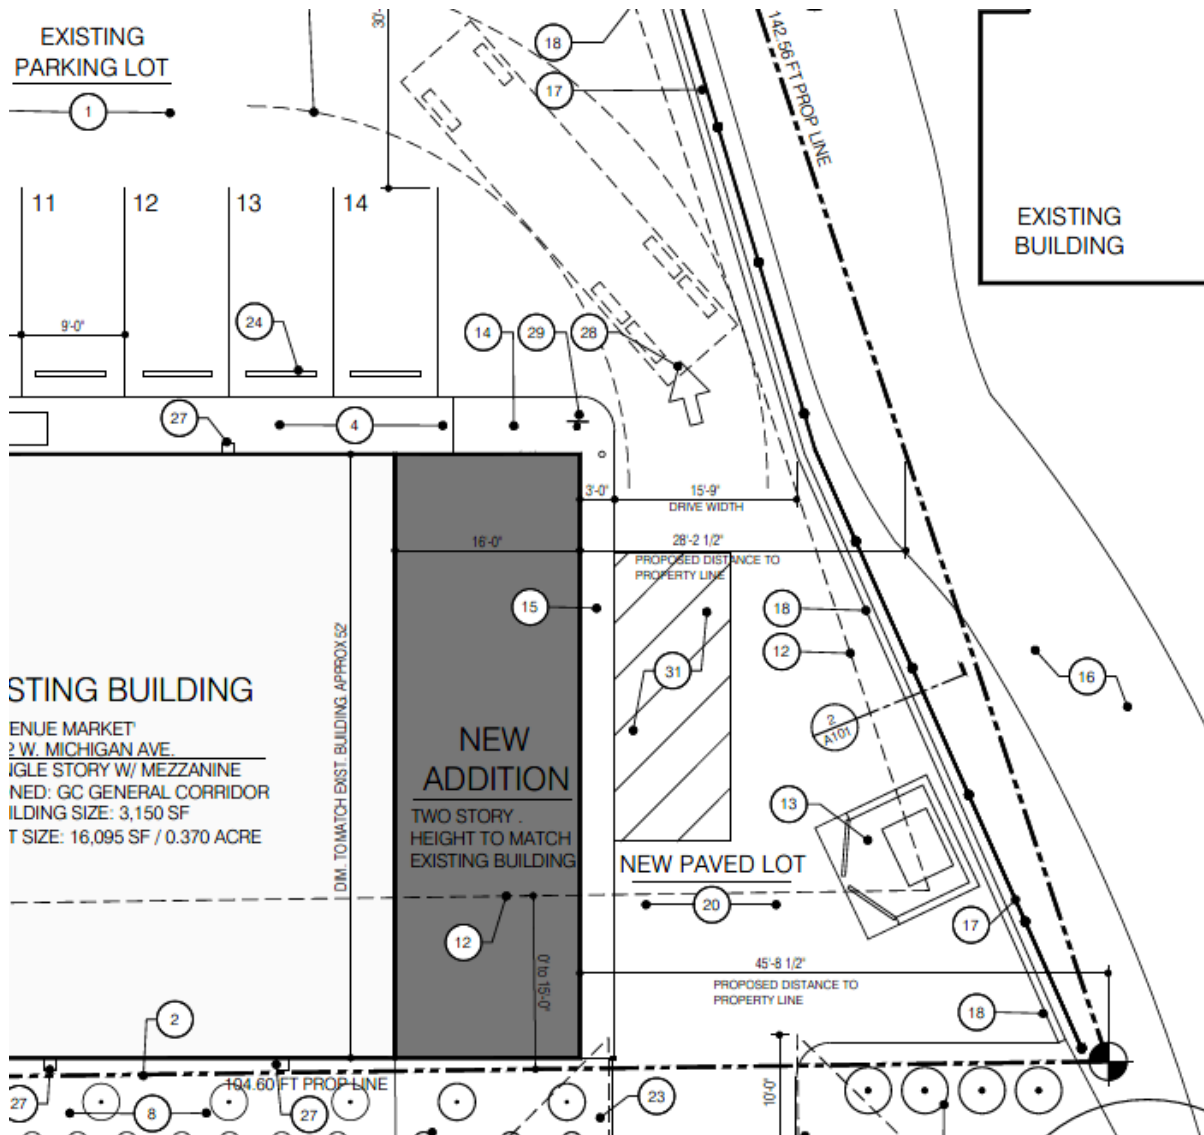 EXISTING
PARKING LOT
1
30'-
18
17
142.56 FT PROP LINE
EXISTING
BUILDING
11
12
13
14
9'-0"
24
14
29
28
27
4
3'-0"
15'-9"
DRIVE WIDTH
16'-0"
28'-2 1/2"
PROPOSED DISTANCE TO
PROPERTY LINE
15
18
12
31
16
2
A101
DIM. TO MATCH EXIST. BUILDING. APPROX 52'
STING BUILDING
ENUE MARKET'
2 W. MICHIGAN AVE.
NGLE STORY W/ MEZZANINE
NED: GC GENERAL CORRIDOR
ILDING SIZE: 3,150 SF
T SIZE: 16,095 SF / 0.370 ACRE
NEW
ADDITION
TWO STORY .
HEIGHT TO MATCH
EXISTING BUILDING
13
NEW PAVED LOT
20
12
17
0' to 15'-0"
45'-8 1/2"
PROPOSED DISTANCE TO
PROPERTY LINE
18
2
104.60 FT PROP LINE
27
8
27
23
10'-0"